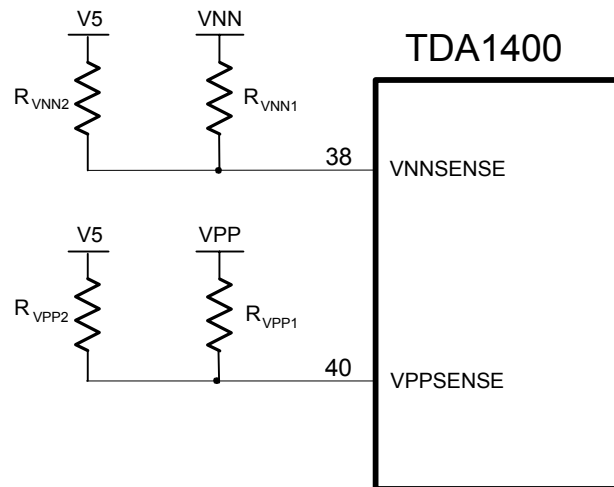 V5
VNN
TDA1400
RVNN2
RVNN1
38
VNNSENSE
V5
VPP
RVPP2
RVPP1
40
VPPSENSE